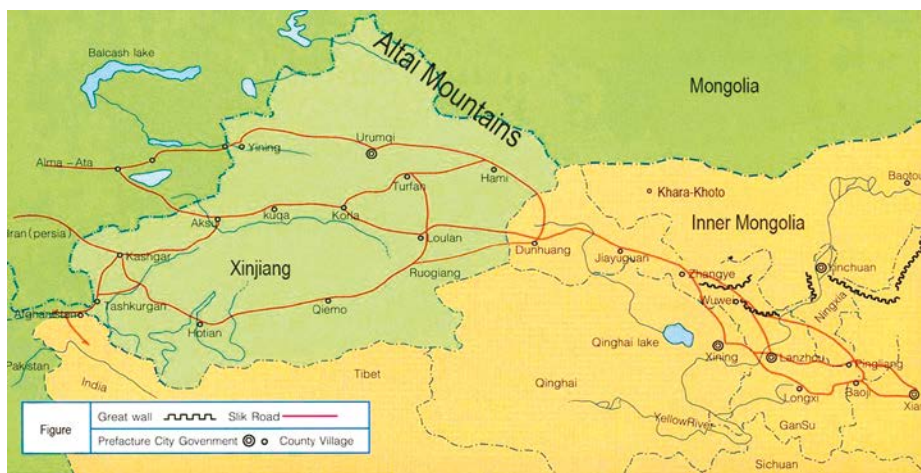 Balcash lake
Altai Mountains
Mongolia
Alma - Ata
Yining
Urumqi
Turfan
Hami
Khara-Khoto
Baotou
Inner Mongolia
Aksu
kuqa
Korla
Iran(persia)
Kashgar
Loulan
Dunhuang
Jiayuguan
Xinjiang
Ruogiang
Zhangye
Xinchuan
Tashkurgan
Wuwei
Ningxia
Afghanistan
Hotian
Qiemo
Qinghai lake
Xining
Lanzhou
Pingliang
Pakistan
India
Tibet
Qinghai
Longxi
Baoji
Xian
YellowRiver
GanSu
Sichuan
Figure
Great wall
Slik Road
Prefacture City Govenment
County Village